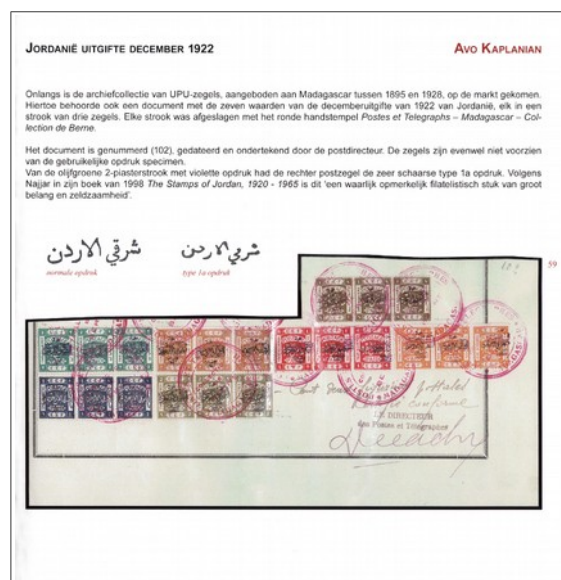 JORDANIË UITGIFTE DECEMBER 1922
AVO KAPLANIAN
Onlangs is de archiefcollectie van UPU-zegels, aangeboden aan Madagascar tussen 1895 en 1928, op de markt gekomen.
Hiertoe behoorde ook een document met de zeven waarden van de decemberuitgifte van 1922 van Jordanië, elk in een
strook van drie zegels. Elke strook was afgeslagen met het ronde handstempel Postes et Telegraphs – Madagascar – Col-
lection de Berne.
Het document is genummerd (102), gedateerd en ondertekend door de postdirecteur. De zegels zijn evenwel niet voorzien
van de gebruikelijke opdruk specimen.
Van de olijfgroene 2-piasterstrook met violette opdruk had de rechter postzegel de zeer schaarse type 1a opdruk. Volgens
Najjar in zijn boek van 1998 The Stamps of Jordan, 1920 - 1965 is dit 'een waarlijk opmerkelijk filatelistisch stuk van groot
belang en zeldzaamheid'.
شرقي الاردن
شرقي الاردن
normale opdruk
type 1a opdruk
59
LE DIRECTEUR
des Postes et Télégraphes